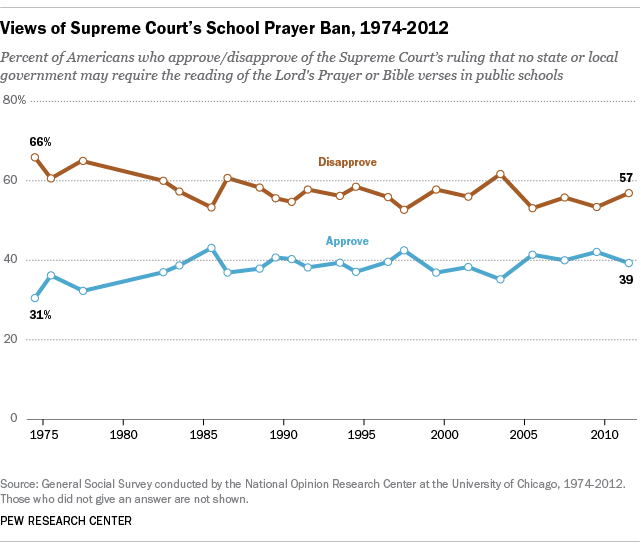 Views of Supreme Court's School Prayer Ban, 1974-2012
Percent of Americans who approve/disapprove of the Supreme Court's ruling that no state or local
government may require the reading of the Lord's Prayer or Bible verses in public schools
80%
66%
Disapprove
57
60
Approve
40
39
31%
20
0
1975 1980 1985 1990 1995 2000 2005 2010
Source: General Social Survey conducted by the National Opinion Research Center at the University of Chicago, 1974-2012.
Those who did not give an answer are not shown.
PEW RESEARCH CENTER